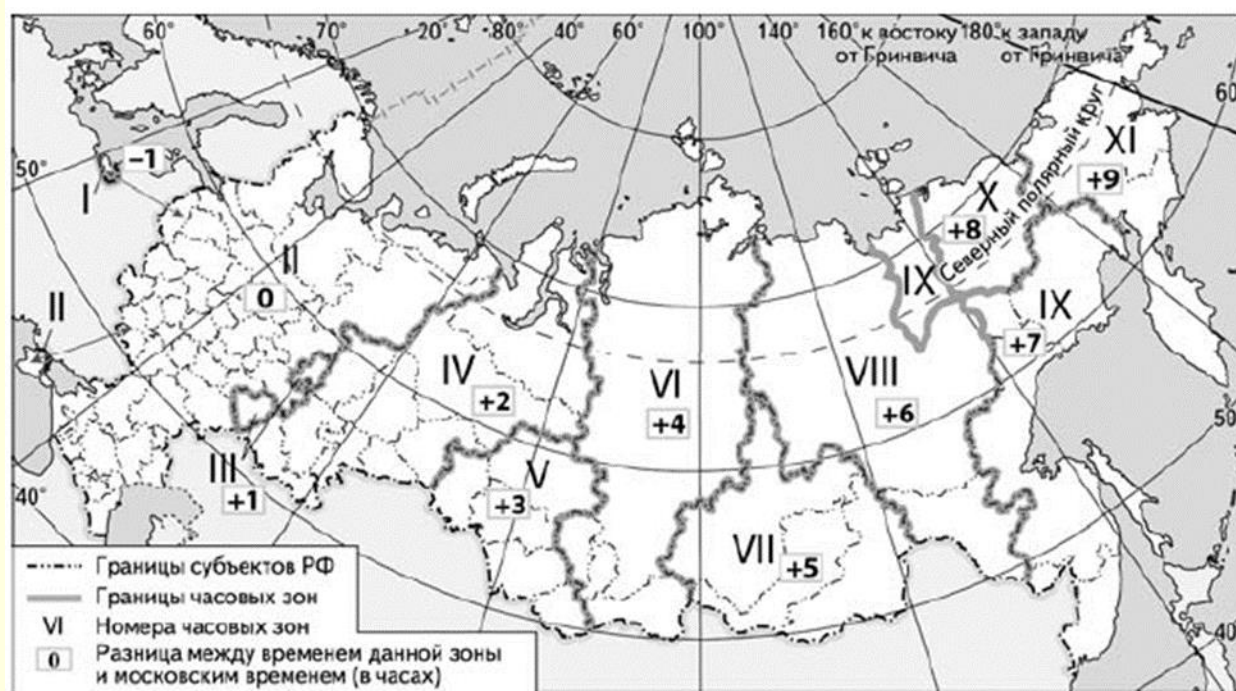 60°
70°
20°
80°
40°
60°
100°
140°
160° к востоку
от Гринвича
180° к западу
от Гринвича
60°
−1
50°
I
XI
+9
X
+8
Северный полярный круг
II
0
IX
IX
+7
II
IV
+2
VI
+4
VIII
+6
50°
III
+1
V
+3
VII
+5
40°
40°
Границы субъектов РФ
Границы часовых зон
VI Номера часовых зон
0 Разница между временем данной зоны
и московским временем (в часах)